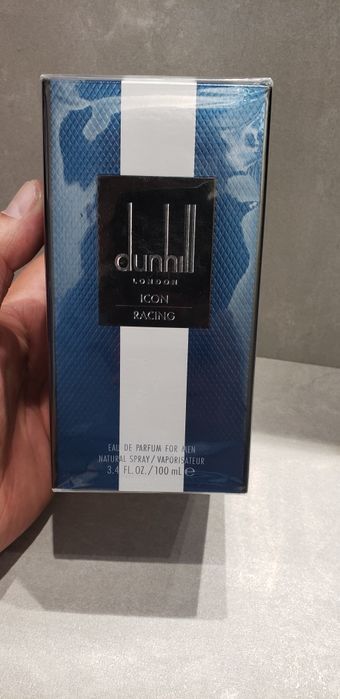 dunhill
LONDON
ICON
RACING
EAU DE PARFUM FOR MEN
NATURAL SPRAY / VAPORISATEUR
3.4 FL.OZ. / 100 mL ℮